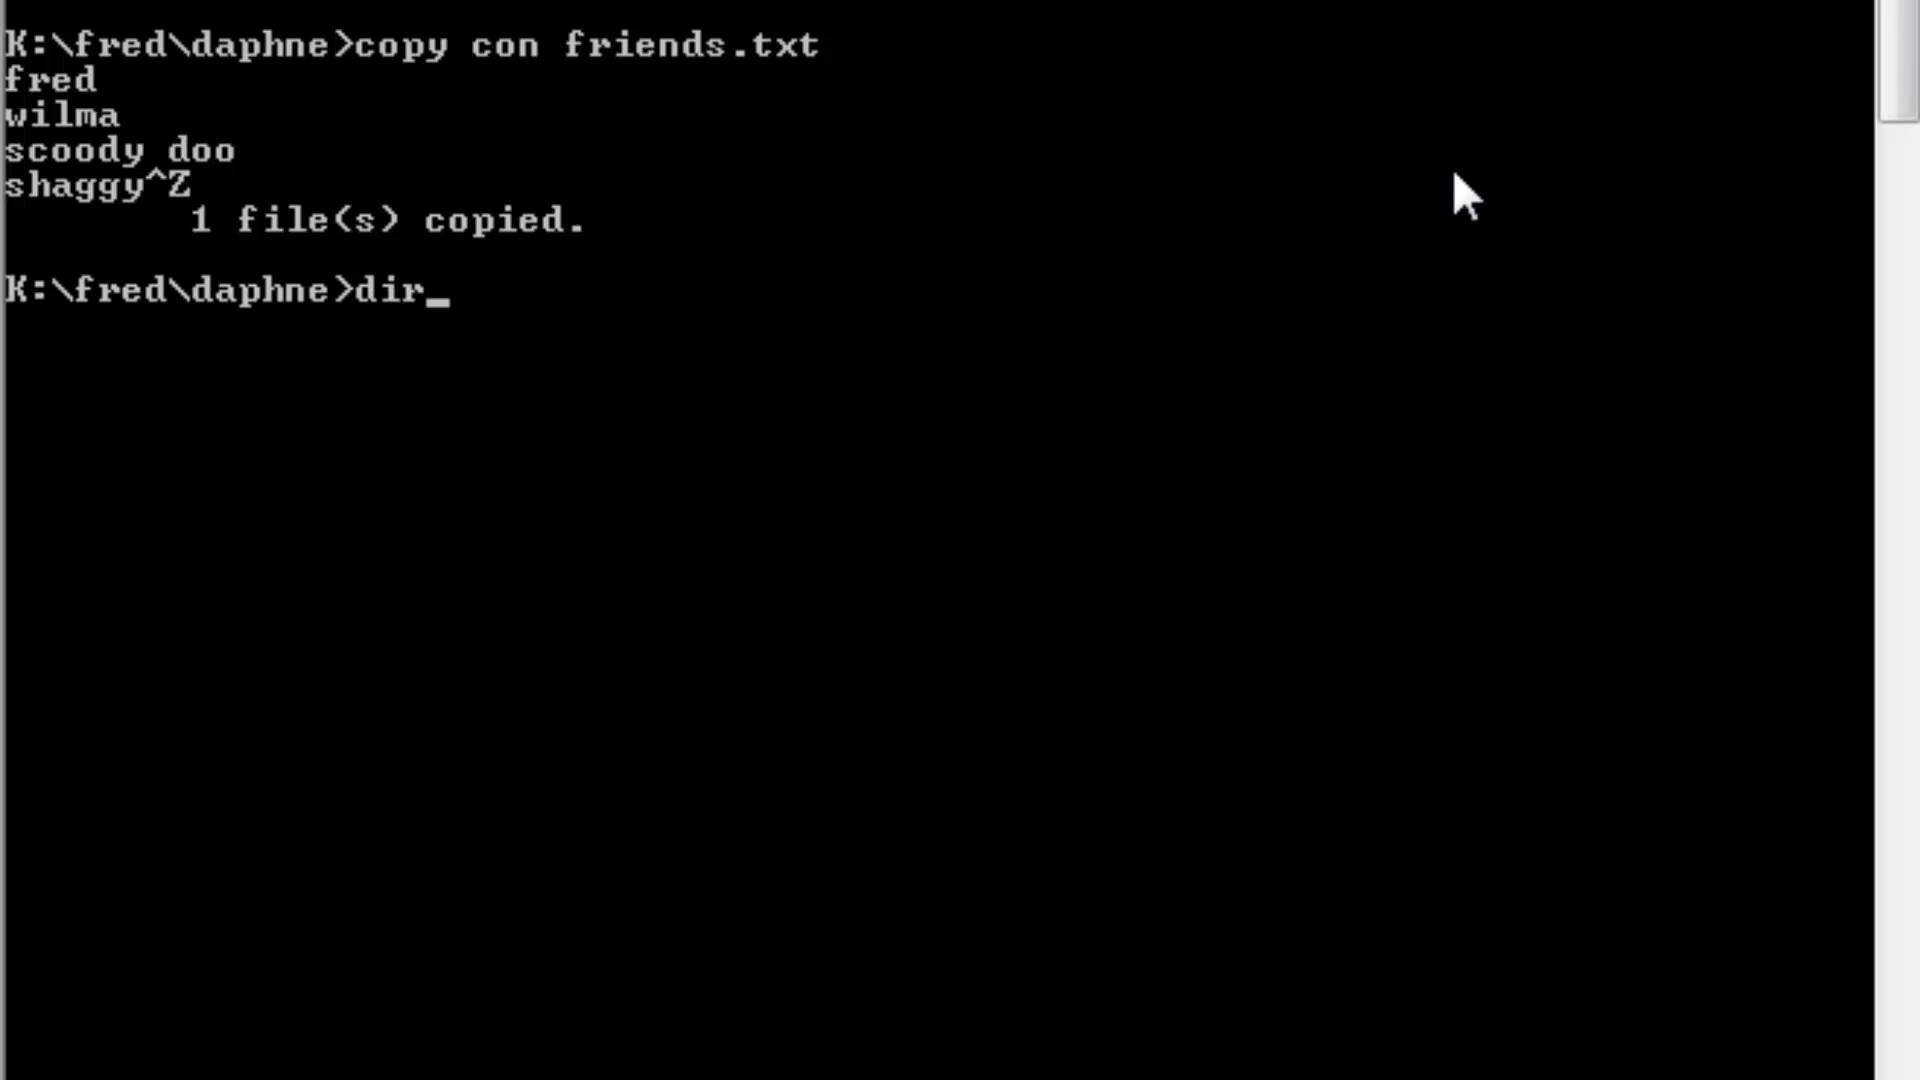 K:\fred\daphne>copy con friends.txt
fred
wilma
scoody doo
shaggy^Z
        1 file(s) copied.
K:\fred\daphne>dir_